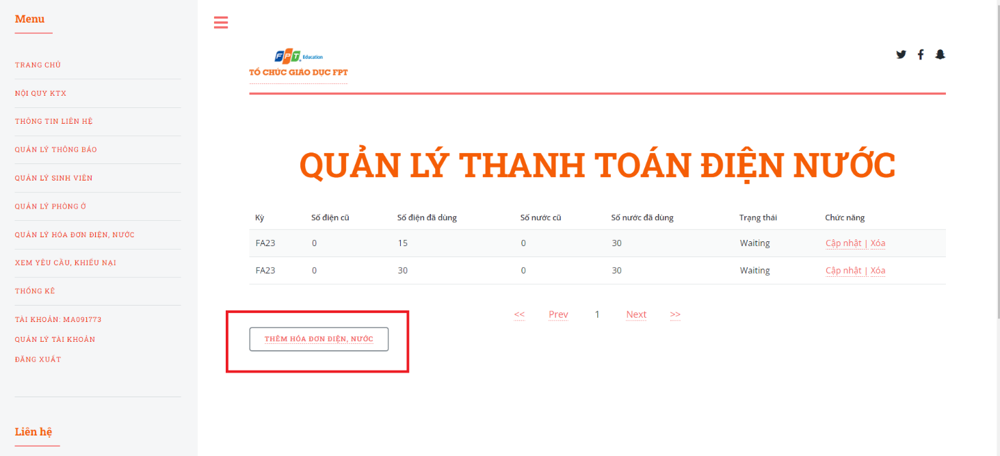 Menu
TRANG CHỦ
NỘI QUY KTX
THÔNG TIN LIÊN HỆ
QUẢN LÝ THÔNG BÁO
QUẢN LÝ SINH VIÊN
QUẢN LÝ PHÒNG Ở
QUẢN LÝ HÓA ĐƠN ĐIỆN, NƯỚC
XEM YÊU CẦU, KHIẾU NẠI
THỐNG KÊ
TÀI KHOẢN: MA091773
QUẢN LÝ TÀI KHOẢN
ĐĂNG XUẤT
Liên hệ
FPT Education
TỔ CHỨC GIÁO DỤC FPT
QUẢN LÝ THANH TOÁN ĐIỆN NƯỚC
Kỳ Số điện cũ Số điện đã dùng Số nước cũ Số nước đã dùng Trạng thái Chức năng
FA23 0 15 0 30 Waiting Cập nhật | Xóa
FA23 0 30 0 30 Waiting Cập nhật | Xóa
<< Prev 1 Next >>
THÊM HÓA ĐƠN ĐIỆN, NƯỚC